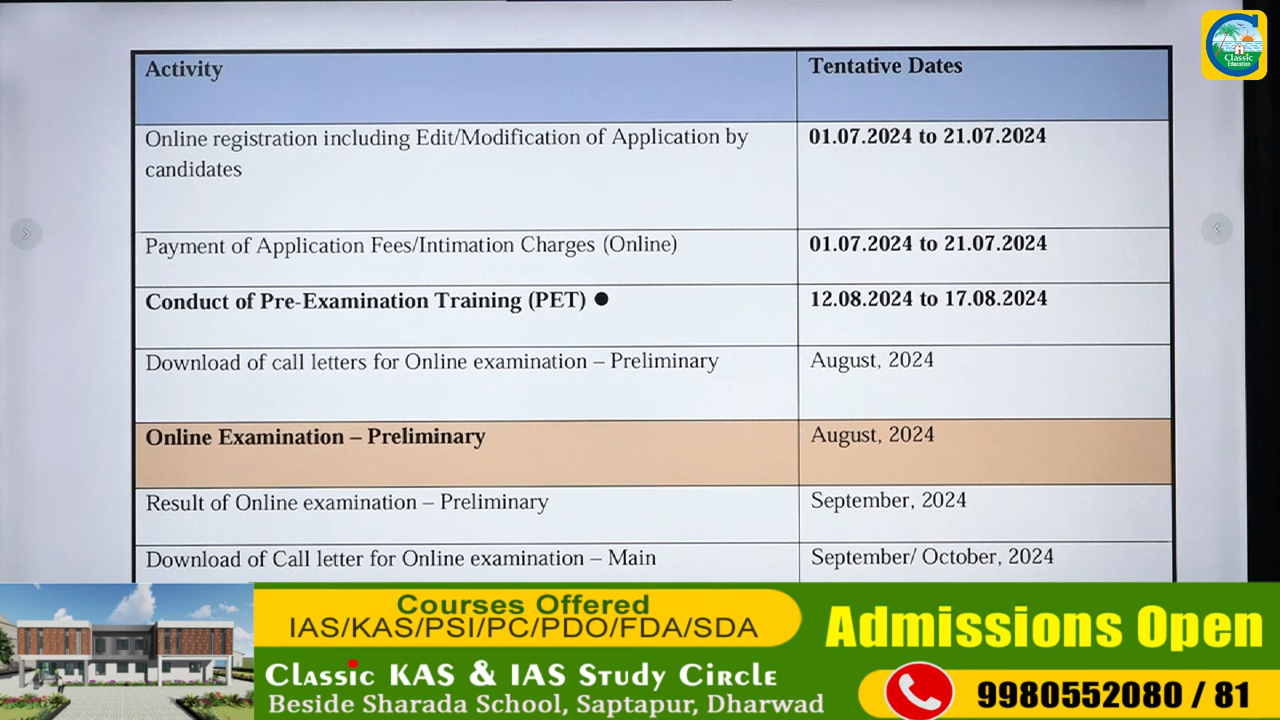 Classic
Education
Activity
Tentative Dates
Online registration including Edit/Modification of Application by
candidates
01.07.2024 to 21.07.2024
Payment of Application Fees/Intimation Charges (Online)
01.07.2024 to 21.07.2024
Conduct of Pre-Examination Training (PET)
12.08.2024 to 17.08.2024
Download of call letters for Online examination – Preliminary
August, 2024
Online Examination – Preliminary
August, 2024
Result of Online examination – Preliminary
September, 2024
Download of Call letter for Online examination – Main
September/ October, 2024
Courses Offered
IAS/KAS/PSI/PC/PDO/FDA/SDA
Classic KAS & IAS Study Circle
Beside Sharada School, Saptapur, Dharwad
Admissions Open
9980552080 / 81